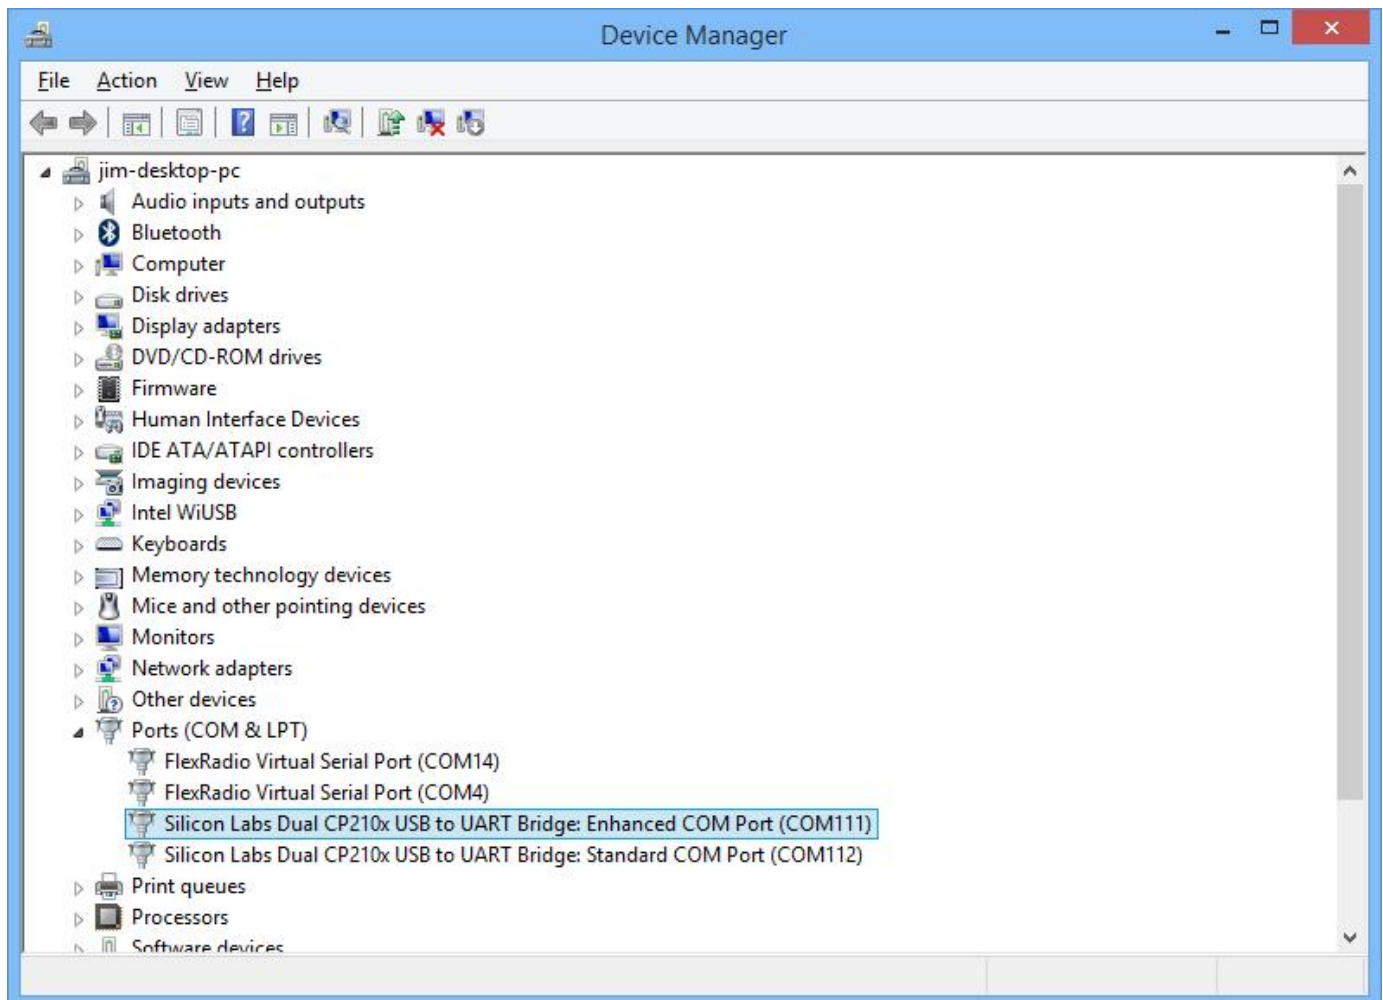 Device Manager
File Action View Help
jim-desktop-pc
Audio inputs and outputs
Bluetooth
Computer
Disk drives
Display adapters
DVD/CD-ROM drives
Firmware
Human Interface Devices
IDE ATA/ATAPI controllers
Imaging devices
Intel WiUSB
Keyboards
Memory technology devices
Mice and other pointing devices
Monitors
Network adapters
Other devices
Ports (COM & LPT)
FlexRadio Virtual Serial Port (COM14)
FlexRadio Virtual Serial Port (COM4)
Silicon Labs Dual CP210x USB to UART Bridge: Enhanced COM Port (COM111)
Silicon Labs Dual CP210x USB to UART Bridge: Standard COM Port (COM112)
Print queues
Processors
Software devices